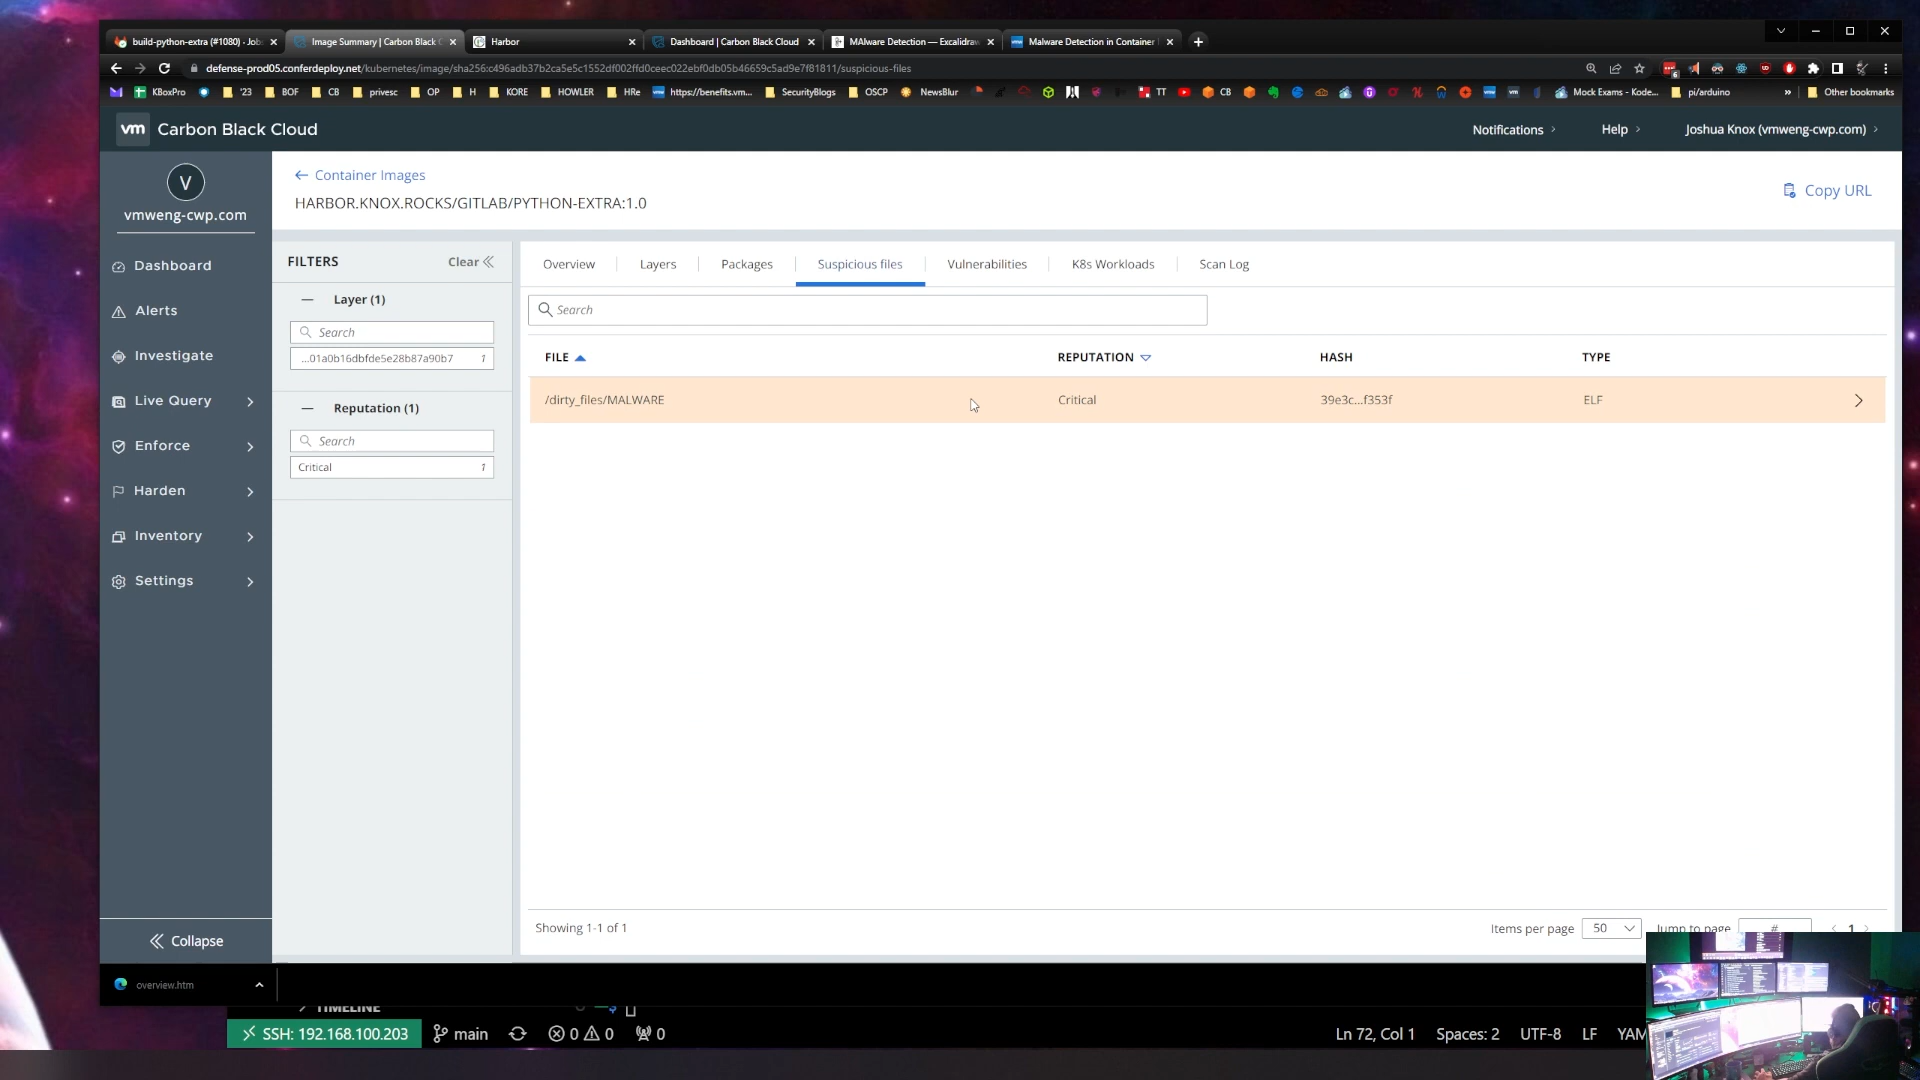 build-python-extra (#1080) - Job
Image Summary | Carbon Black C
Harbor
Dashboard | Carbon Black Cloud
MAlware Detection — Excalidraw
Malware Detection in Container
defense-prod05.conferdeploy.net/kubernetes/image/sha256:c496adb37b2ca5e5c1552df002ffd0ceec022ebf0db05b46659c5ad9e7f81811/suspicious-files
KBoxPro
'23
BOF
CB
privesc
OP
H
KORE
HOWLER
HRe
https://benefits.vm...
SecurityBlogs
OSCP
NewsBlur
TT
CB
Mock Exams - Kode...
pi/arduino
»
Other bookmarks
vm Carbon Black Cloud
Notifications
Help
Joshua Knox (vmweng-cwp.com)
V
vmweng-cwp.com
Dashboard
Alerts
Investigate
Live Query
Enforce
Harden
Inventory
Settings
Collapse
Container Images
HARBOR.KNOX.ROCKS/GITLAB/PYTHON-EXTRA:1.0
Copy URL
FILTERS
Clear
Layer (1)
Search
...01a0b16dbfde5e28b87a90b7 1
Reputation (1)
Search
Critical 1
Overview
Layers
Packages
Suspicious files
Vulnerabilities
K8s Workloads
Scan Log
Search
FILE
REPUTATION
HASH
TYPE
/dirty_files/MALWARE
Critical
39e3c...f353f
ELF
Showing 1-1 of 1
Items per page
50
Jump to page
#
1
overview.htm
TIMELINE
SSH: 192.168.100.203
main
0
0
0
Ln 72, Col 1
Spaces: 2
UTF-8
LF
YAM